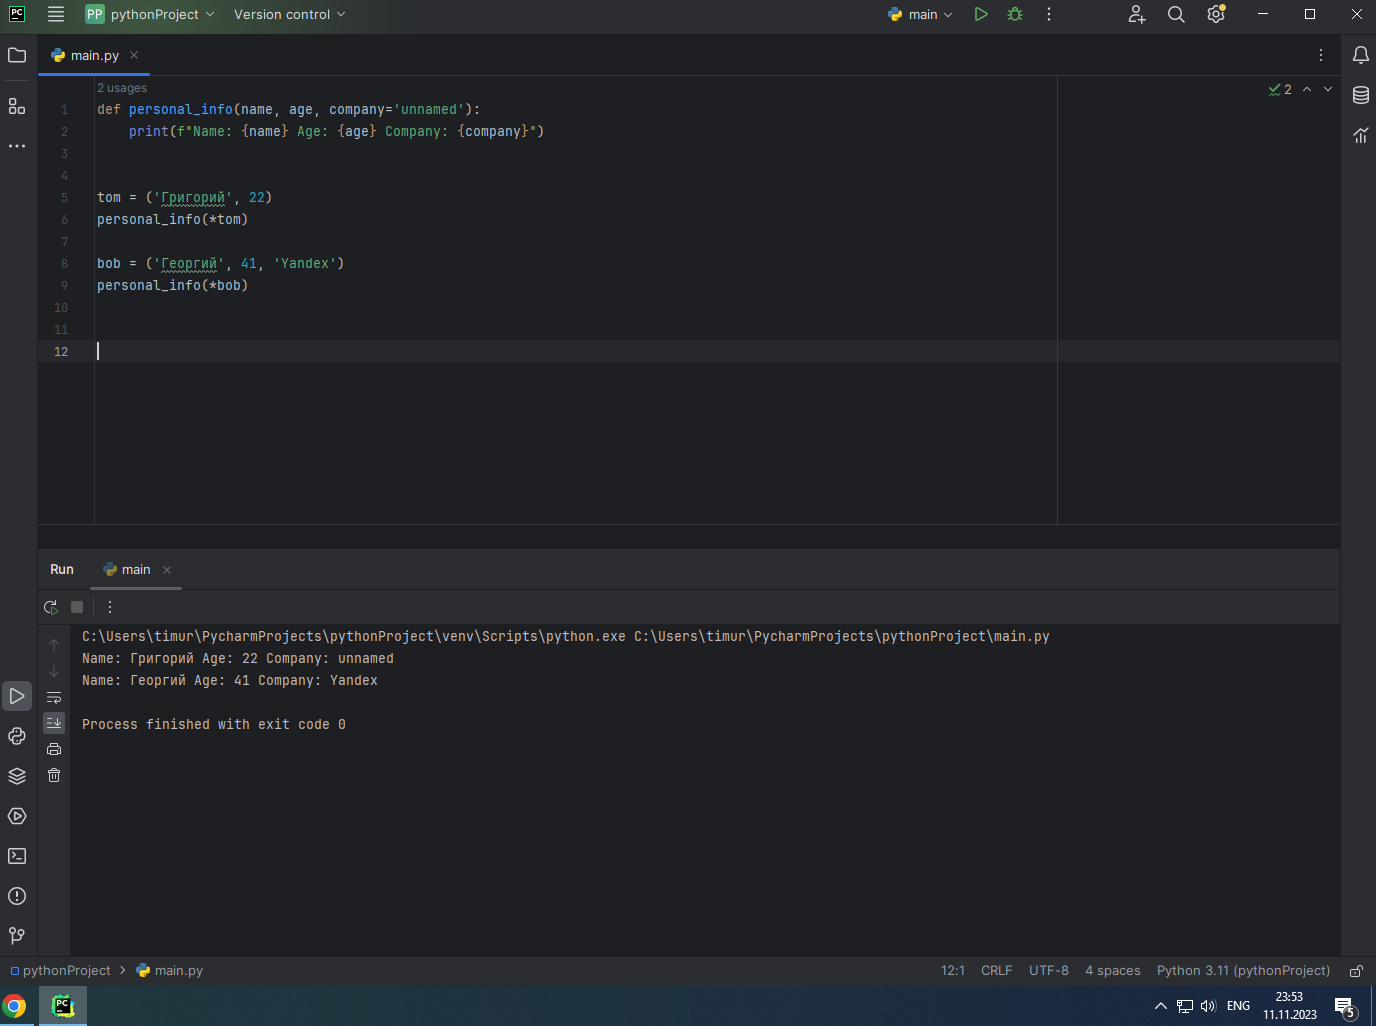 PC PP pythonProject Version control main
main.py
2 usages
2
1 def personal_info(name, age, company='unnamed'):
2 print(f"Name: {name} Age: {age} Company: {company}")
3
4
5 tom = ('Григорий', 22)
6 personal_info(*tom)
7
8 bob = ('Георгий', 41, 'Yandex')
9 personal_info(*bob)
10
11
12
Run main
C:\Users\timur\PycharmProjects\pythonProject\venv\Scripts\python.exe C:\Users\timur\PycharmProjects\pythonProject\main.py
Name: Григорий Age: 22 Company: unnamed
Name: Георгий Age: 41 Company: Yandex
Process finished with exit code 0
pythonProject main.py 12:1 CRLF UTF-8 4 spaces Python 3.11 (pythonProject)
PC ENG 23:53
11.11.2023
5